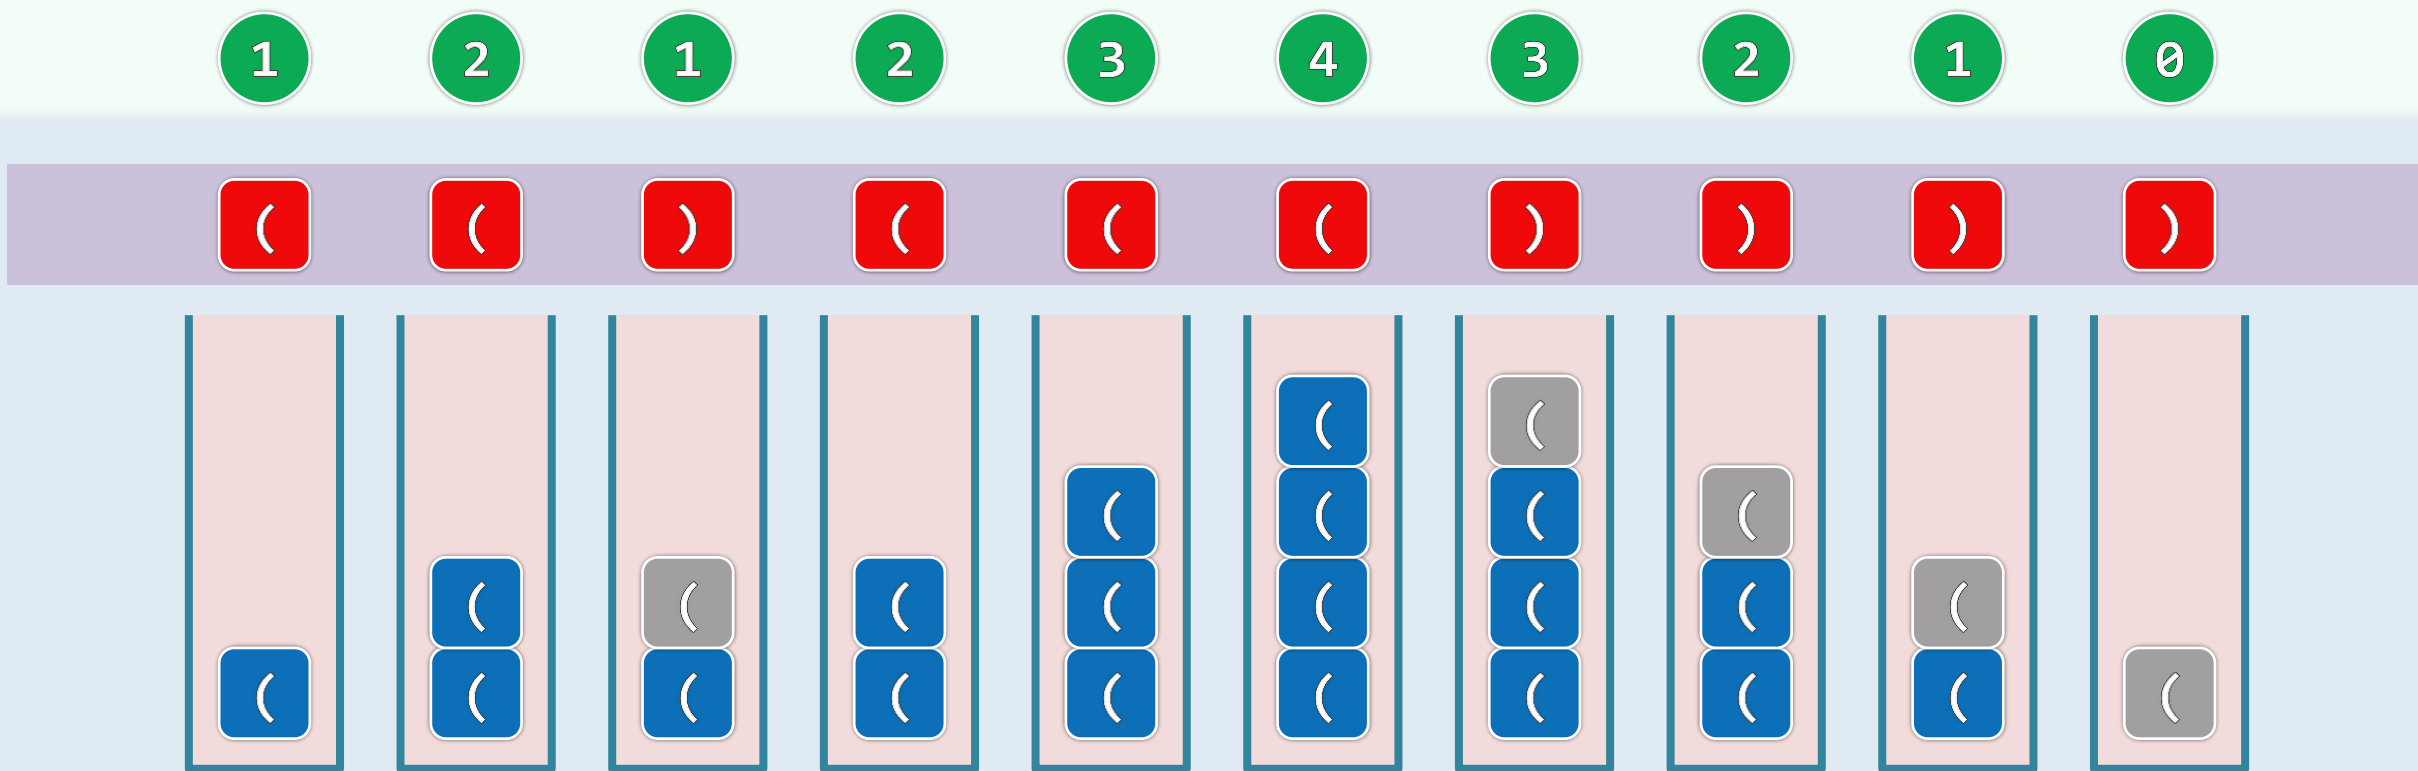 1 2 1 2 3 4 3 2 1 0
( ( ) ( ( ( ) ) ) )
( (
( ( ( (
( ( ( ( ( ( (
( ( ( ( ( ( ( ( ( (